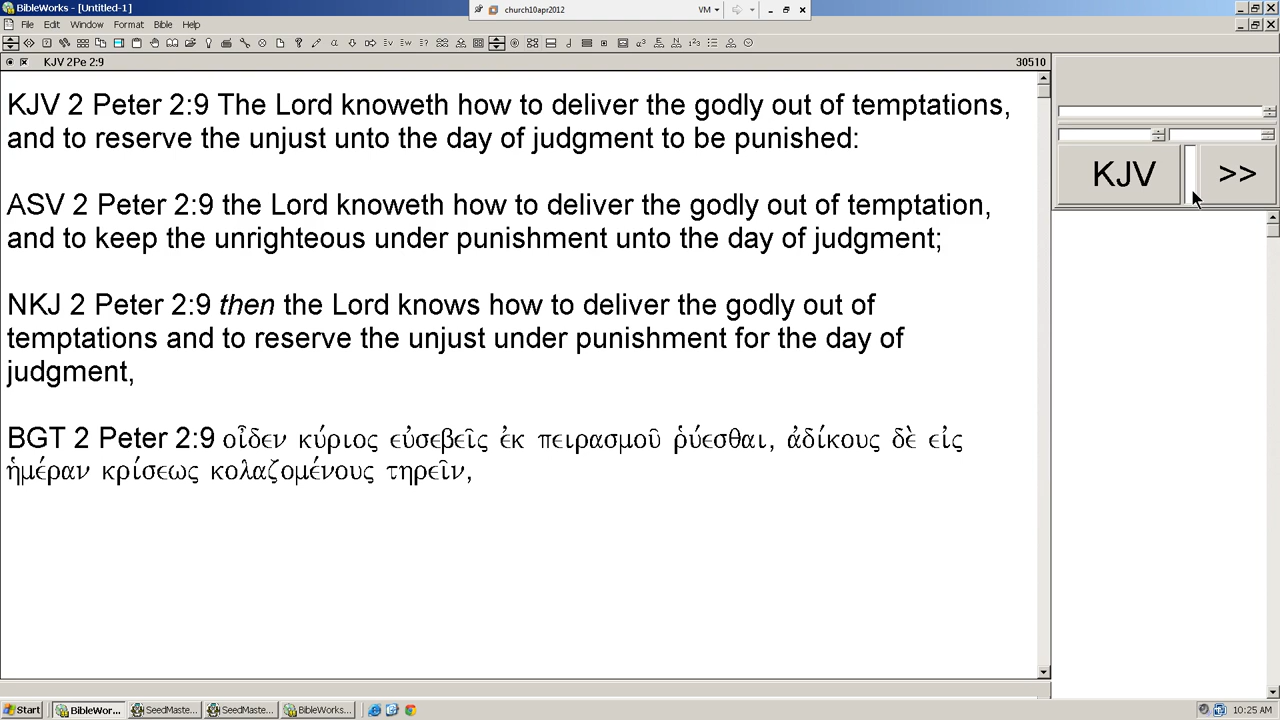 BibleWorks - [Untitled-1]
church10apr2012
VM
File Edit Window Format Bible Help
KJV 2Pe 2:9
30510
KJV 2 Peter 2:9 The Lord knoweth how to deliver the godly out of temptations,
and to reserve the unjust unto the day of judgment to be punished:
ASV 2 Peter 2:9 the Lord knoweth how to deliver the godly out of temptation,
and to keep the unrighteous under punishment unto the day of judgment;
NKJ 2 Peter 2:9 then the Lord knows how to deliver the godly out of
temptations and to reserve the unjust under punishment for the day of
judgment,
BGT 2 Peter 2:9 οἶδεν κύριος εὐσεβεῖς ἐκ πειρασμοῦ ῥύεσθαι, ἀδίκους δὲ εἰς
ἡμέραν κρίσεως κολαζομένους τηρεῖν,
KJV >>
Start BibleWor... SeedMaste... SeedMaste... BibleWorks... 10:25 AM